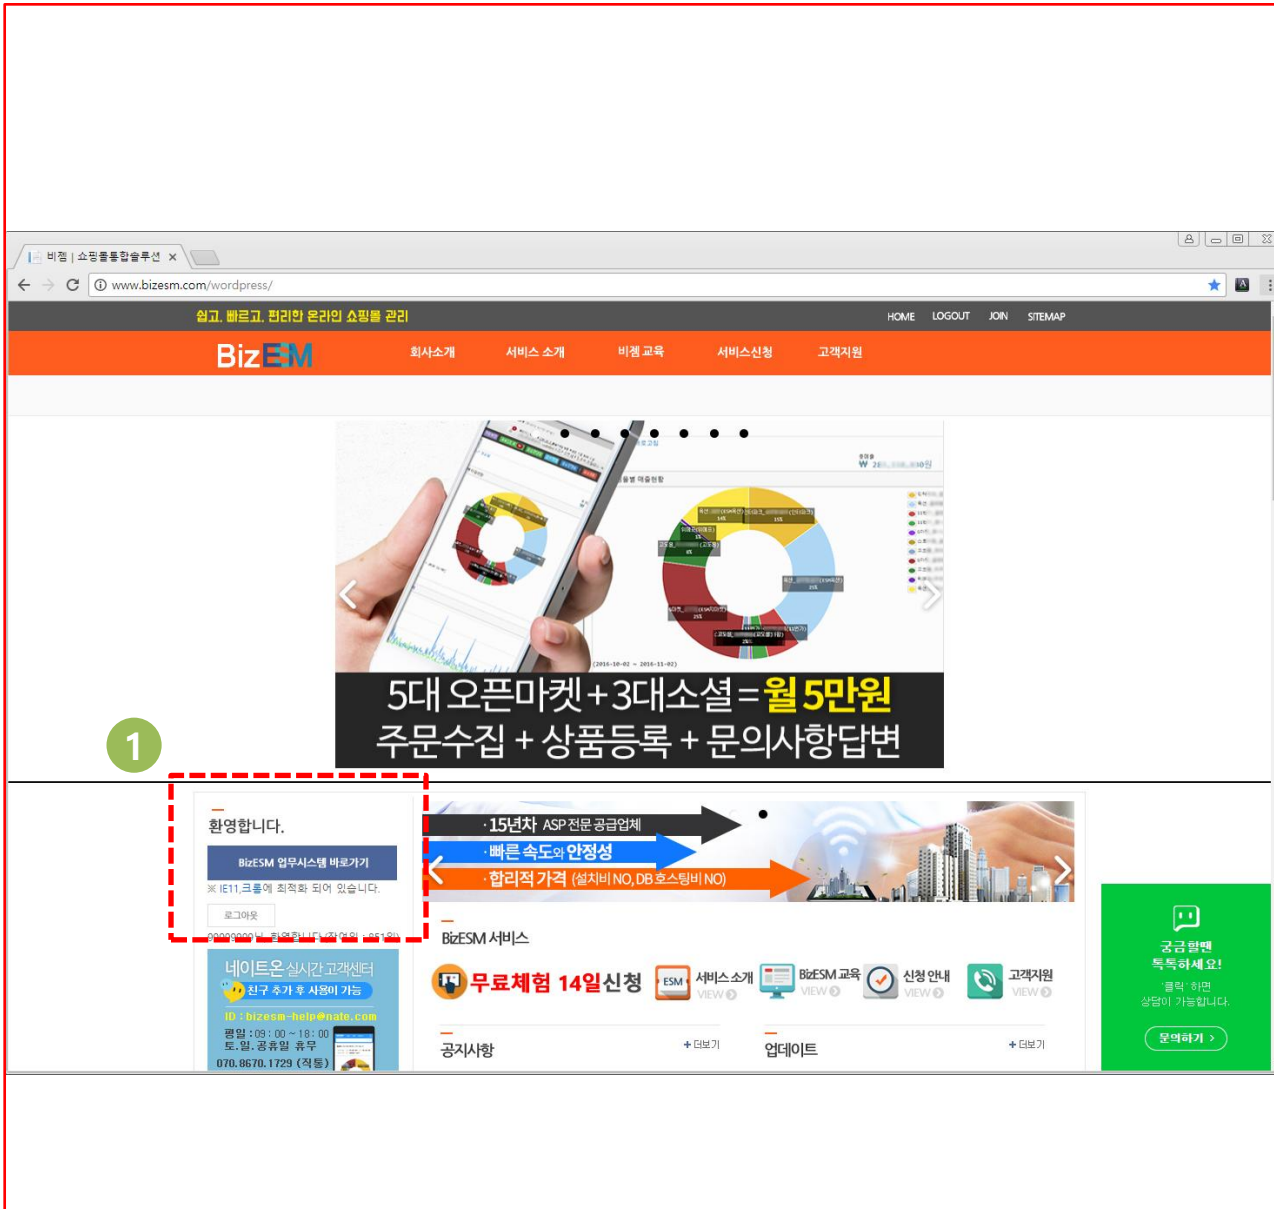 비젬 | 쇼핑몰통합솔루션
www.bizesm.com/wordpress/
쉽고, 빠르고, 편리한 온라인 쇼핑몰 관리
HOME LOGOUT JOIN SITEMAP
BizESM
회사소개 서비스 소개 비젬 교육 서비스신청 고객지원
(2016-10-02 ~ 2016-11-02)
5대 오픈마켓+3대소셜=월 5만원
주문수집 + 상품등록 + 문의사항답변
1
환영합니다.
BizESM 업무시스템 바로가기
※ IE11,크롬에 최적화 되어 있습니다.
로그아웃
·15년차 ASP 전문 공급업체
·빠른 속도와 안정성
·합리적 가격 (설치비 NO, DB 호스팅비 NO)
네이트온 실시간 고객센터
친구 추가 후 사용이 가능
ID : bizesm-help@nate.com
평일 : 09 : 00 ~ 18 : 00
토.일.공휴일 휴무
070.8670.1729 (직통)
BizESM 서비스
무료체험 14일신청
ESM
서비스 소개
VIEW
BizESM 교육
VIEW
신청 안내
VIEW
고객지원
VIEW
공지사항
+ 더보기
업데이트
+ 더보기
궁금할땐
톡톡하세요!
'클릭' 하면
상담이 가능합니다.
문의하기 >